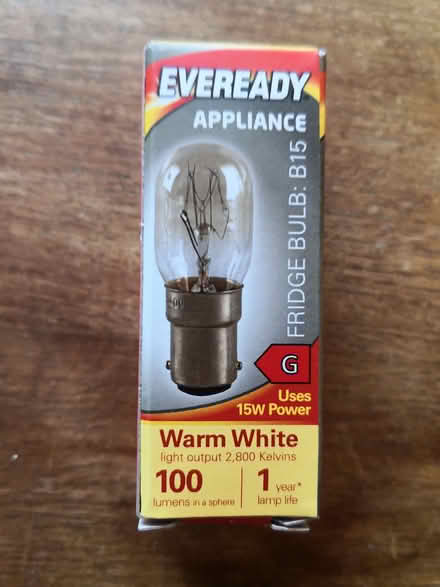 EVEREADY
APPLIANCE
FRIDGE BULB: B15
G
Uses
15W Power
Warm White
light output 2,800 Kelvins
100 lumens in a sphere
1 year* lamp life